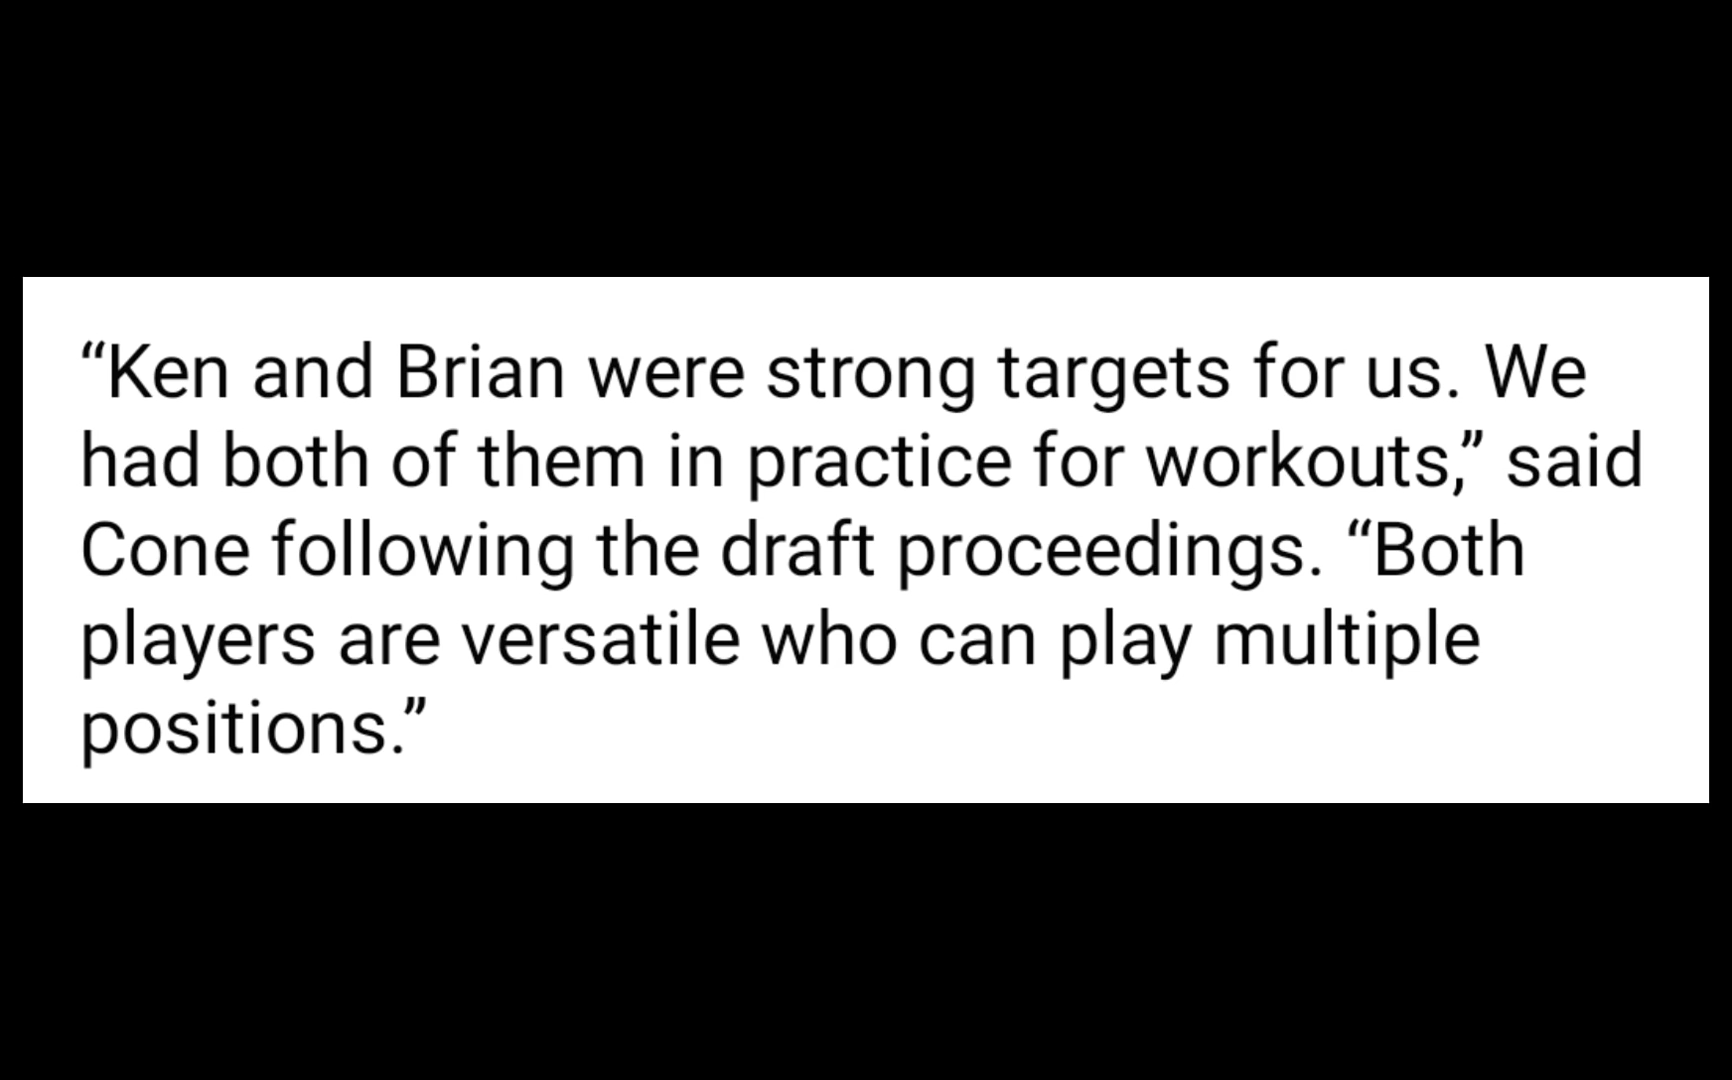 “Ken and Brian were strong targets for us. We
had both of them in practice for workouts,” said
Cone following the draft proceedings. “Both
players are versatile who can play multiple
positions.”